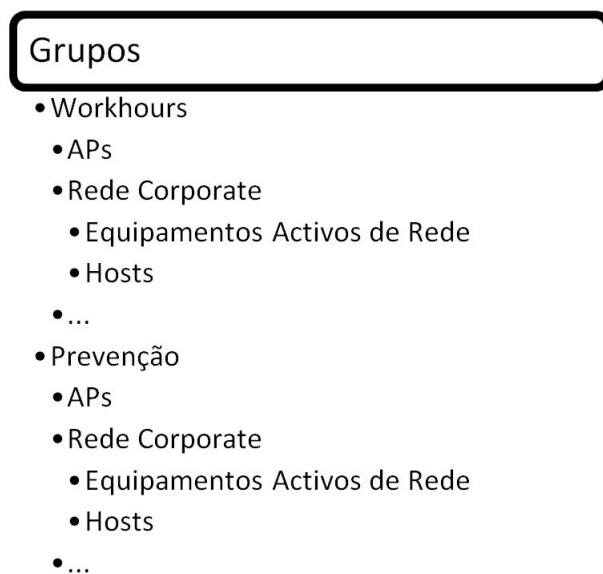 Grupos
•Workhours
•APs
•Rede Corporate
•Equipamentos Activos de Rede
•Hosts
•...
•Prevenção
•APs
•Rede Corporate
•Equipamentos Activos de Rede
•Hosts
•...